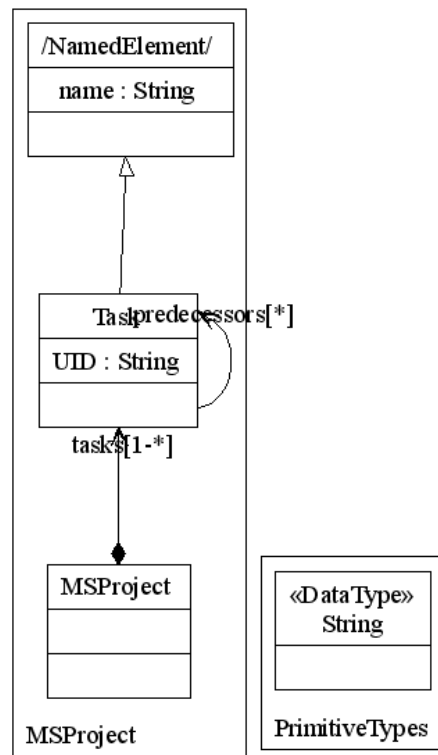 /NamedElement/
name : String
Task
predecessors[*]
UID : String
tasks[1-*]
MSProject
MSProject
«DataType»
String
PrimitiveTypes